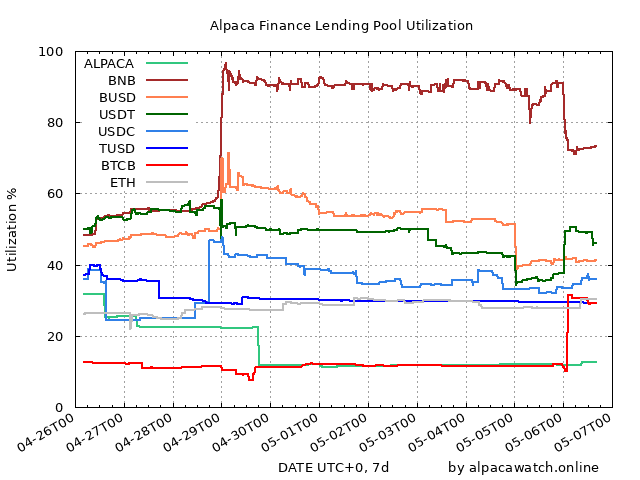 Alpaca Finance Lending Pool Utilization
Utilization %
100
80
60
40
20
0
ALPACA
BNB
BUSD
USDT
USDC
TUSD
BTCB
ETH
04-26T00
04-27T00
04-28T00
04-29T00
04-30T00
05-01T00
05-02T00
05-03T00
05-04T00
05-05T00
05-06T00
05-07T00
DATE UTC+0, 7d
by alpacawatch.online